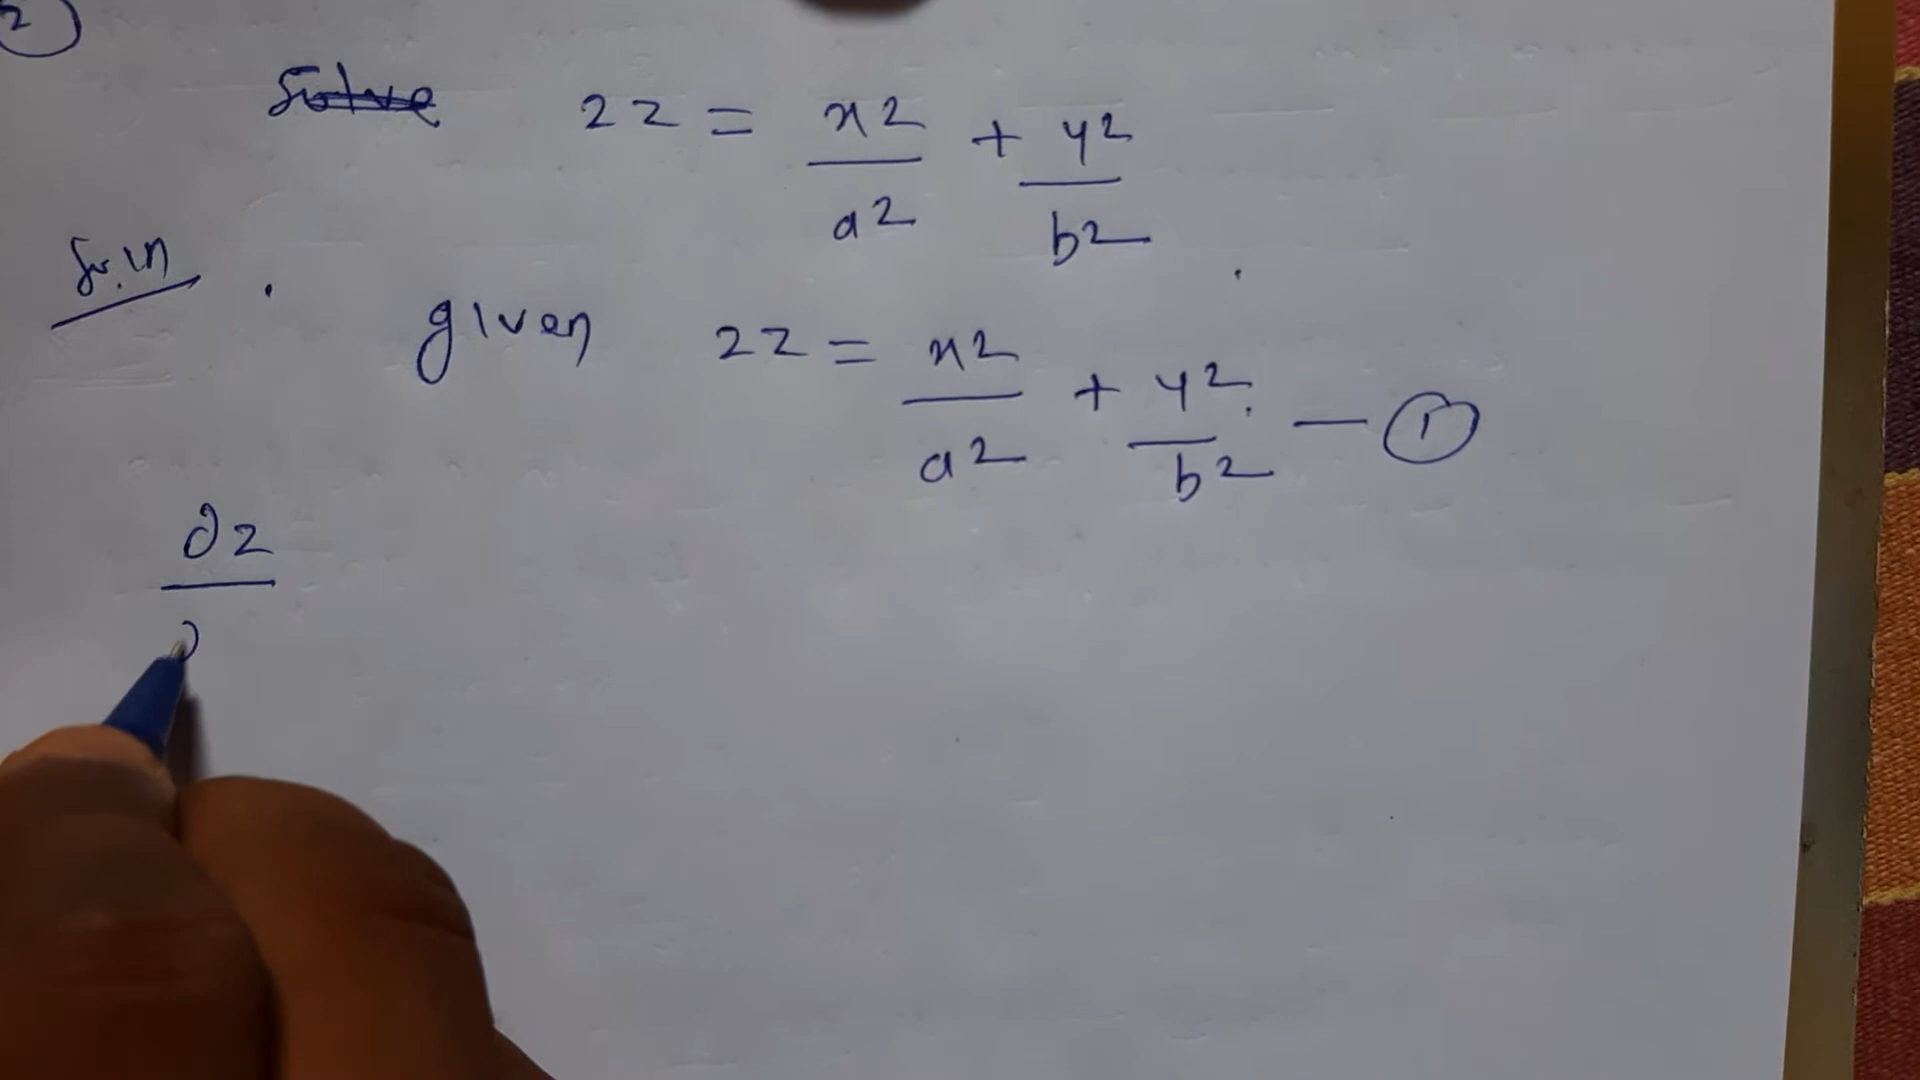 2
Solve 2z = x2/a2 + y2/b2
Soln
given 2z = x2/a2 + y2/b2 — 1
∂z/∂